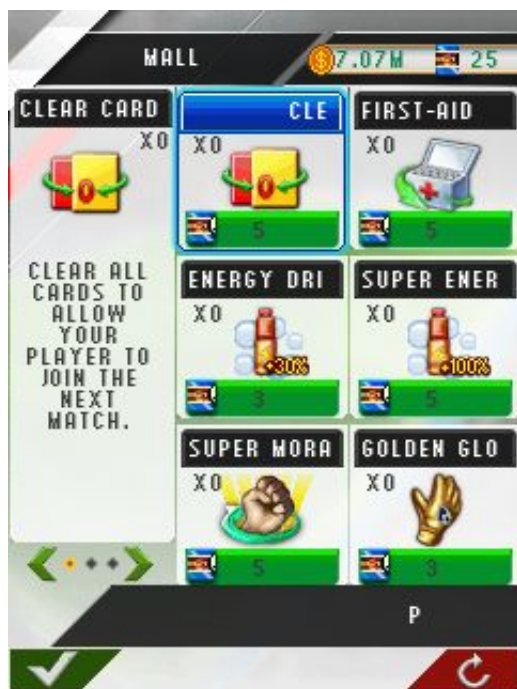 MALL
7.07M
25
CLEAR CARD
X0
CLEAR ALL
CARDS TO
ALLOW
YOUR
PLAYER TO
JOIN THE
NEXT
MATCH.
CLE
X0
5
FIRST-AID
X0
5
ENERGY DRI
X0
+30%
3
SUPER ENER
X0
+100%
5
SUPER MORA
X0
5
GOLDEN GLO
X0
3
P